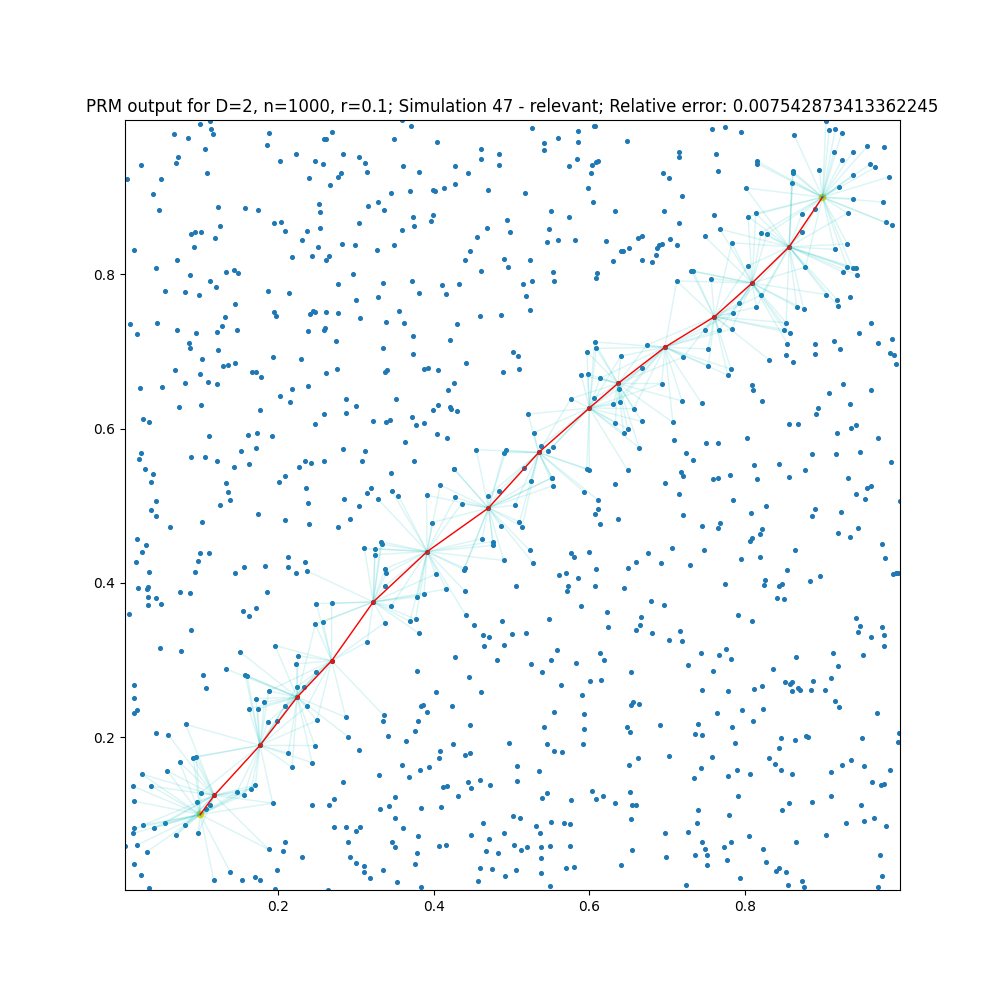 PRM output for D=2, n=1000, r=0.1; Simulation 47 - relevant; Relative error: 0.007542873413362245
0.8
0.6
0.4
0.2
0.2 0.4 0.6 0.8